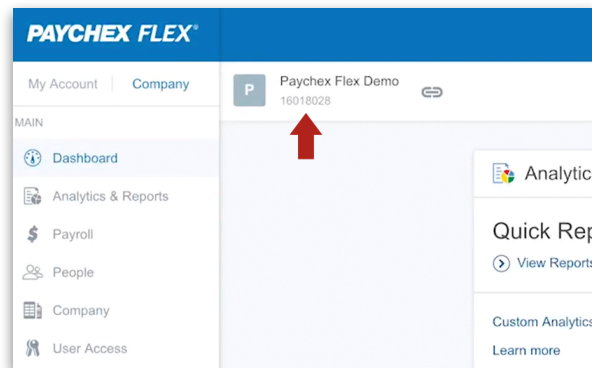 PAYCHEX FLEX®
My Account
Company
P
Paychex Flex Demo
16018028
MAIN
Dashboard
Analytics & Reports
Payroll
People
Company
User Access
Analytic
Quick Rep
View Reports
Custom Analytics
Learn more